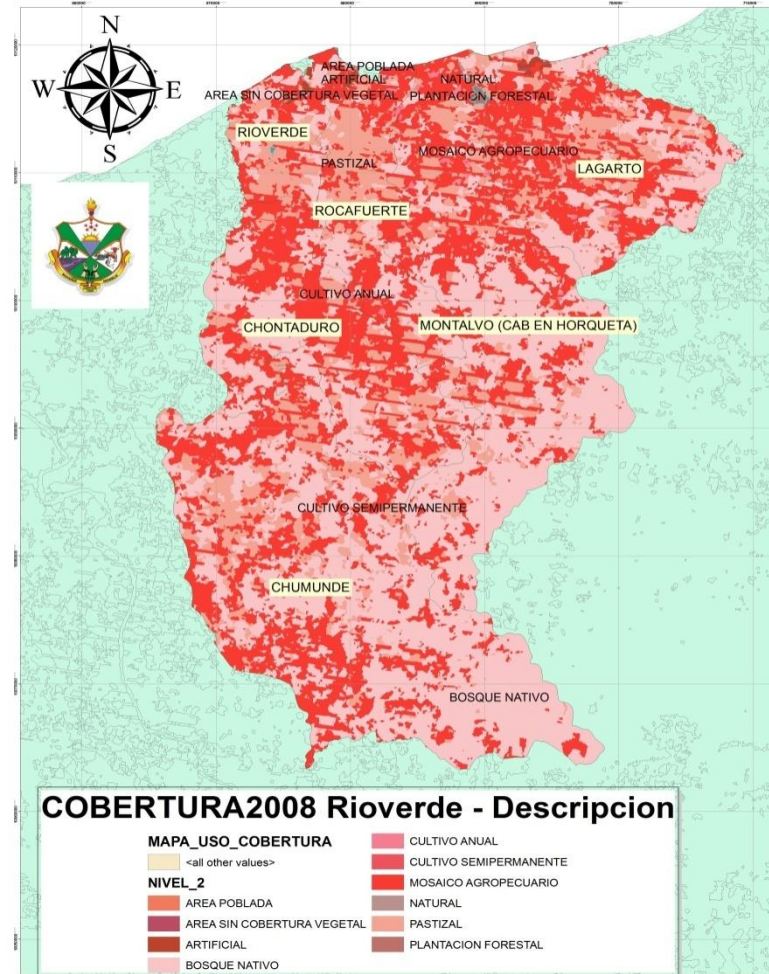 N
W E
S
AREA POBLADA
ARTIFICIAL
NATURAL
AREA SIN COBERTURA VEGETAL
PLANTACION FORESTAL
RIOVERDE
MOSAICO AGROPECUARIO
PASTIZAL
LAGARTO
ROCAFUERTE
CULTIVO ANUAL
CHONTADURO
MONTALVO (CAB EN HORQUETA)
CULTIVO SEMIPERMANENTE
CHUMUNDE
BOSQUE NATIVO
COBERTURA2008 Rioverde - Descripcion
MAPA_USO_COBERTURA
<all other values>
NIVEL_2
AREA POBLADA
AREA SIN COBERTURA VEGETAL
ARTIFICIAL
BOSQUE NATIVO
CULTIVO ANUAL
CULTIVO SEMIPERMANENTE
MOSAICO AGROPECUARIO
NATURAL
PASTIZAL
PLANTACION FORESTAL